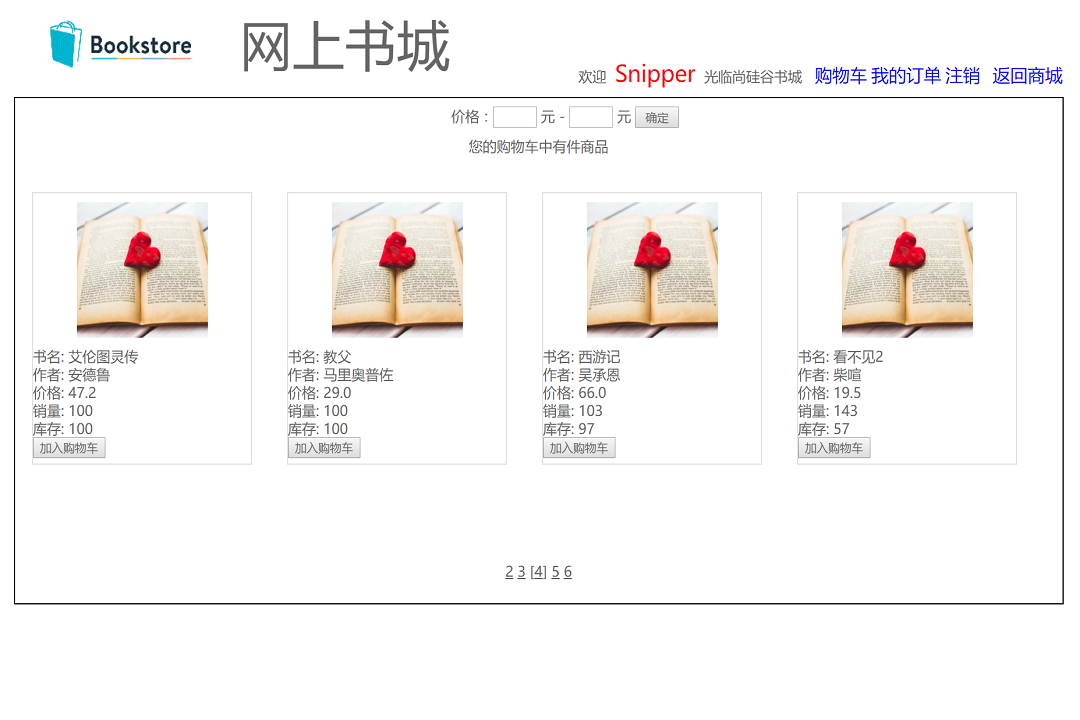 Bookstore
网上书城
欢迎 Snipper 光临尚硅谷书城 购物车 我的订单 注销 返回商城
价格： 元 - 元 确定
您的购物车中有件商品
书名: 艾伦图灵传
作者: 安德鲁
价格: 47.2
销量: 100
库存: 100
加入购物车
书名: 教父
作者: 马里奥普佐
价格: 29.0
销量: 100
库存: 100
加入购物车
书名: 西游记
作者: 吴承恩
价格: 66.0
销量: 103
库存: 97
加入购物车
书名: 看不见2
作者: 柴喧
价格: 19.5
销量: 143
库存: 57
加入购物车
2 3 [4] 5 6